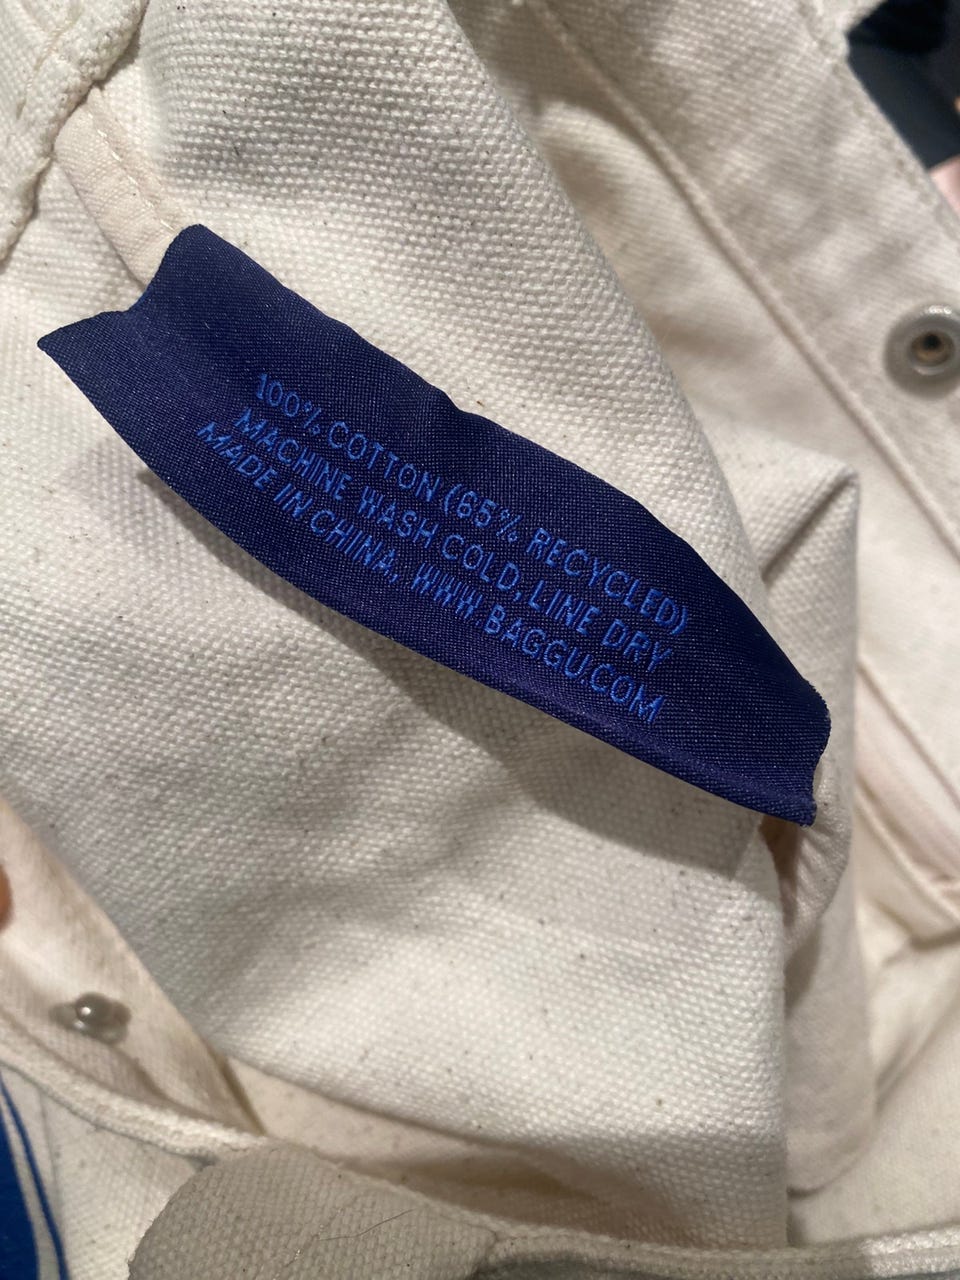 100% COTTON (65% RECYCLED)
MACHINE WASH COLD, LINE DRY
MADE IN CHINA, WWW.BAGGU.COM